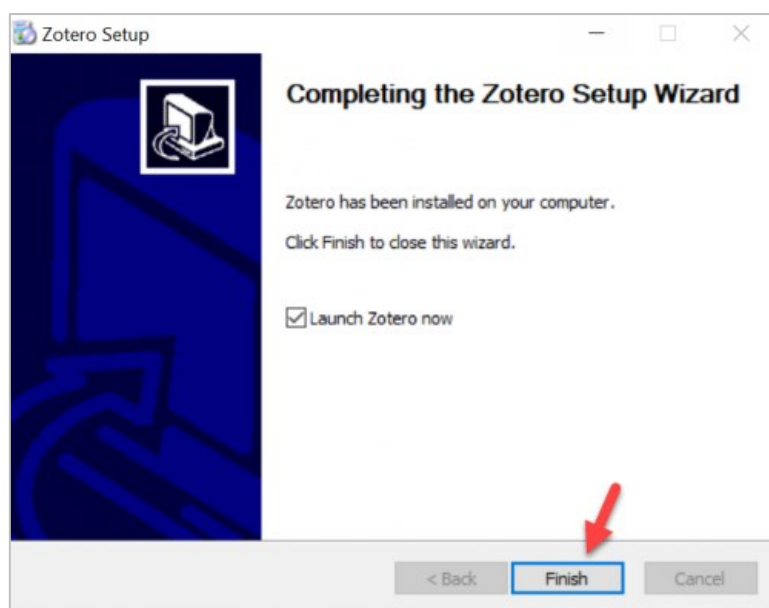 Zotero Setup
Completing the Zotero Setup Wizard
Zotero has been installed on your computer.
Click Finish to close this wizard.
Launch Zotero now
< Back
Finish
Cancel